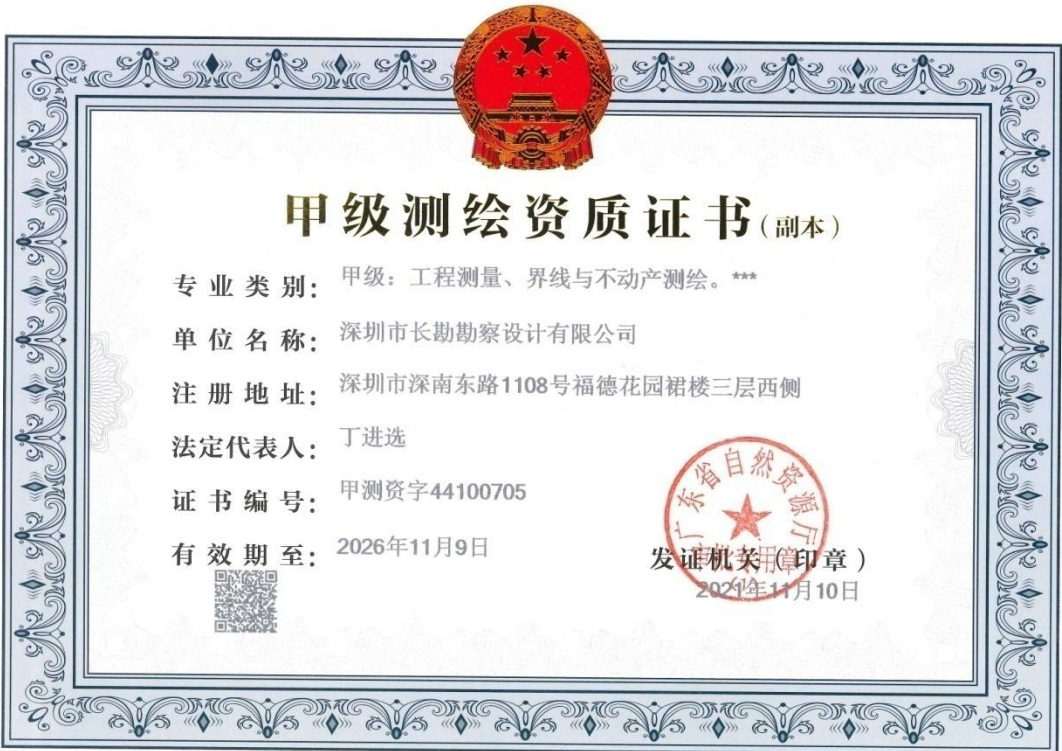 甲级测绘资质证书(副本)
专业类别：甲级：工程测量、界线与不动产测绘。***
单位名称：深圳市长勘勘察设计有限公司
注册地址：深圳市深南东路1108号福德花园裙楼三层西侧
法定代表人：丁进选
证书编号：甲测资字44100705
有效期至：2026年11月9日
广东省自然资源厅
发证机关（印章）
2021年11月10日